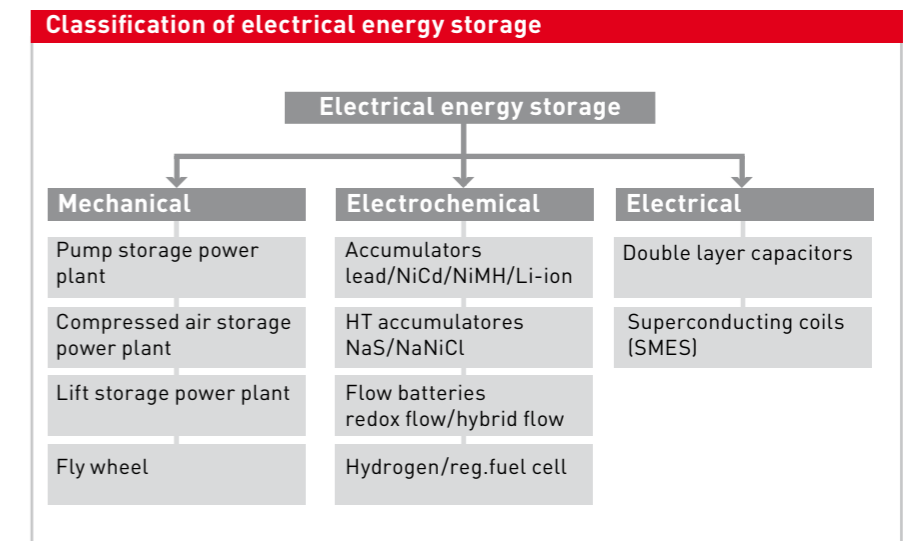 Classification of electrical energy storage
Electrical energy storage
Mechanical
Pump storage power
plant
Compressed air storage
power plant
Lift storage power plant
Fly wheel
Electrochemical
Accumulators
lead/NiCd/NiMH/Li-ion
HT accumulatores
NaS/NaNiCl
Flow batteries
redox flow/hybrid flow
Hydrogen/reg.fuel cell
Electrical
Double layer capacitors
Superconducting coils
(SMES)